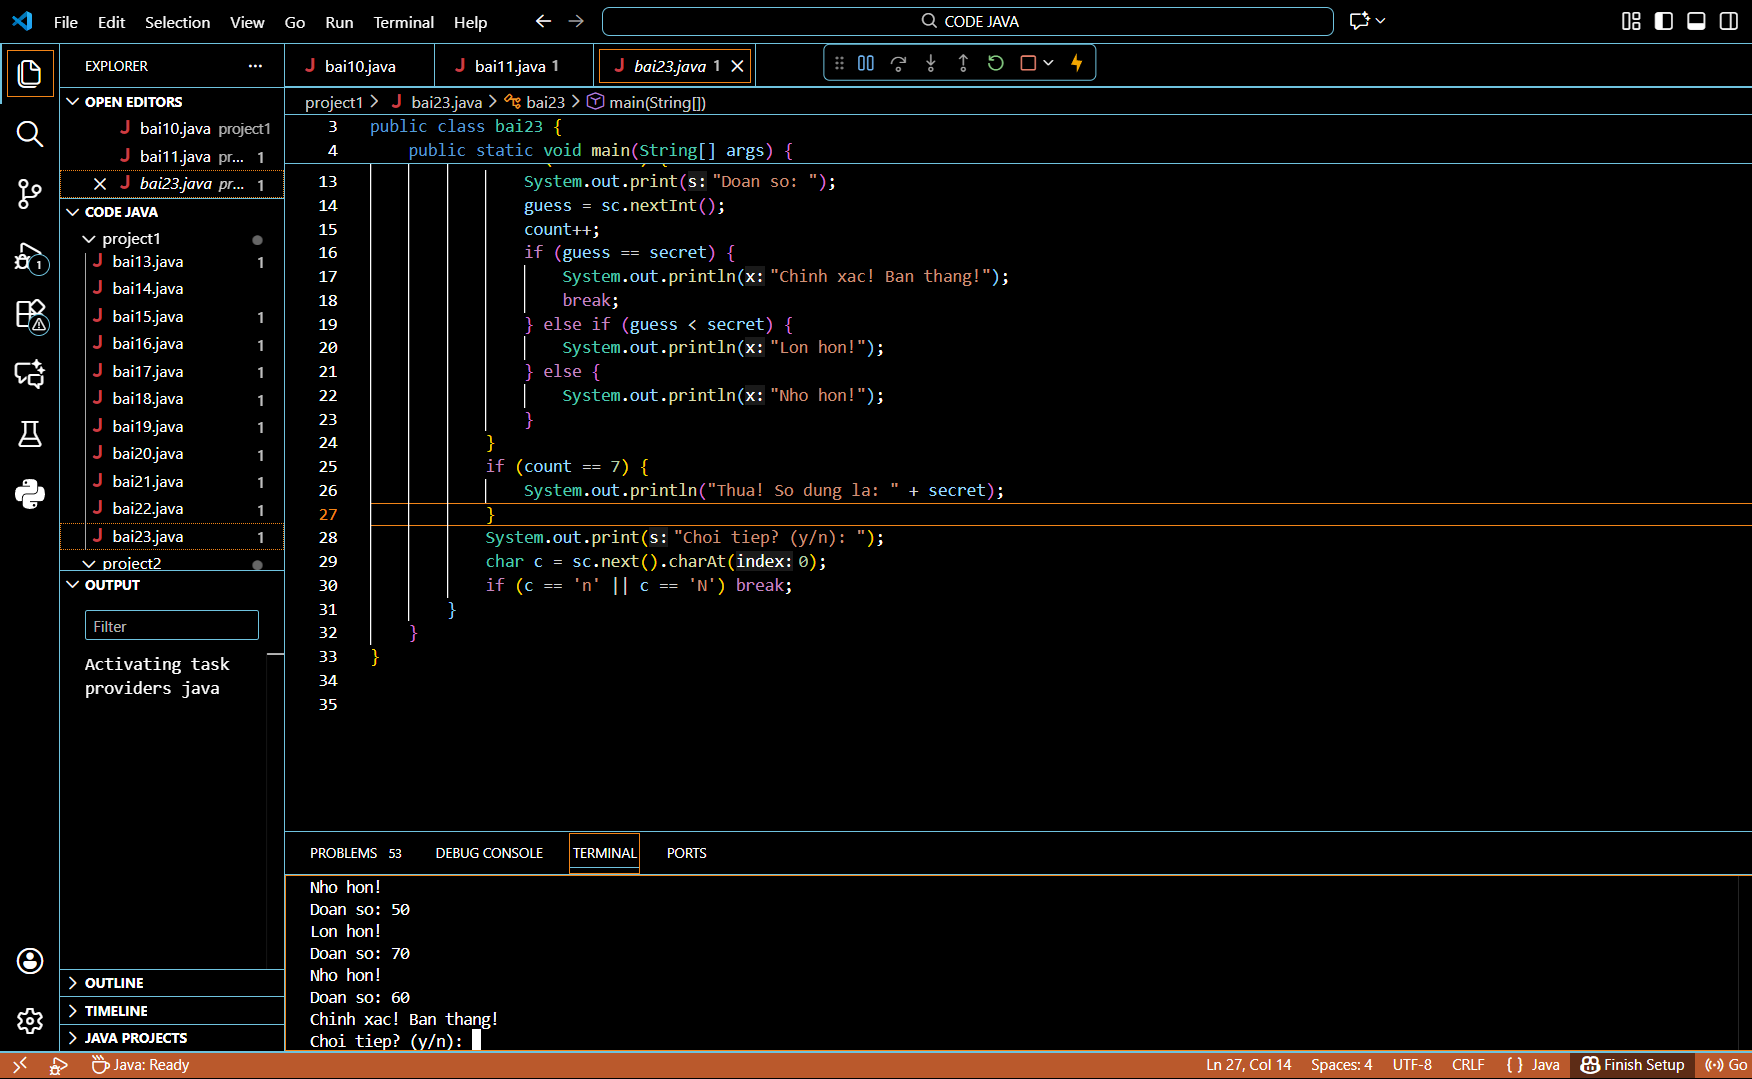 File Edit Selection View Go Run Terminal Help CODE JAVA
EXPLORER
OPEN EDITORS
bai10.java project1
bai11.java pr... 1
bai23.java pr... 1
CODE JAVA
project1
bai13.java 1
bai14.java
bai15.java 1
bai16.java 1
bai17.java 1
bai18.java 1
bai19.java 1
bai20.java 1
bai21.java 1
bai22.java 1
bai23.java 1
project2
OUTPUT
Filter
Activating task
providers java
OUTLINE
TIMELINE
JAVA PROJECTS
1
bai10.java bai11.java 1 bai23.java 1
project1 > bai23.java > bai23 > main(String[])
3 public class bai23 {
4 public static void main(String[] args) {
13 System.out.print(s: "Doan so: ");
14 guess = sc.nextInt();
15 count++;
16 if (guess == secret) {
17 System.out.println(x: "Chinh xac! Ban thang!");
18 break;
19 } else if (guess < secret) {
20 System.out.println(x: "Lon hon!");
21 } else {
22 System.out.println(x: "Nho hon!");
23 }
24 }
25 if (count == 7) {
26 System.out.println("Thua! So dung la: " + secret);
27 }
28 System.out.print(s: "Choi tiep? (y/n): ");
29 char c = sc.next().charAt(index: 0);
30 if (c == 'n' || c == 'N') break;
31 }
32 }
33 }
34
35
PROBLEMS 53 DEBUG CONSOLE TERMINAL PORTS
Nho hon!
Doan so: 50
Lon hon!
Doan so: 70
Nho hon!
Doan so: 60
Chinh xac! Ban thang!
Choi tiep? (y/n):
Java: Ready Ln 27, Col 14 Spaces: 4 UTF-8 CRLF { } Java Finish Setup Go